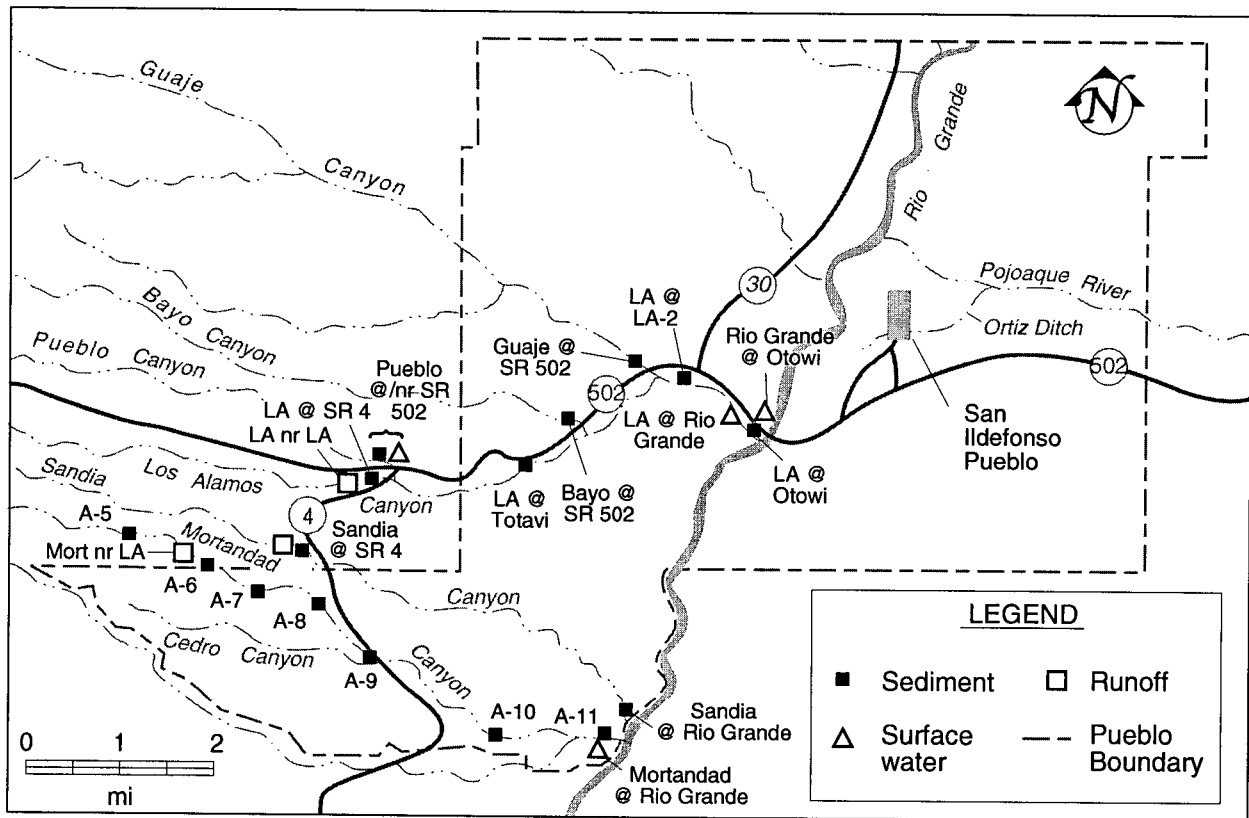 Guaje
Canyon
N
Rio
Grande
30
Pojoaque River
Ortiz Ditch
Bayo
Canyon
Pueblo Canyon
LA @
LA-2
Rio Grande
@ Otowi
Guaje @
SR 502
502
502
Pueblo
@/nr SR
502
LA @ SR 4
LA nr LA
LA @ Rio
Grande
San
Ildefonso
Pueblo
Sandia
Los Alamos
Canyon
LA @
Totavi
Bayo @
SR 502
LA @
Otowi
4
A-5
Mort nr LA
Mortandad
Sandia
@ SR 4
A-6
A-7
A-8
Canyon
Cedro Canyon
A-9
Canyon
A-10
A-11
Sandia
@ Rio Grande
Mortandad
@ Rio Grande
0 1 2
mi
LEGEND
Sediment
Runoff
Surface
water
Pueblo
Boundary